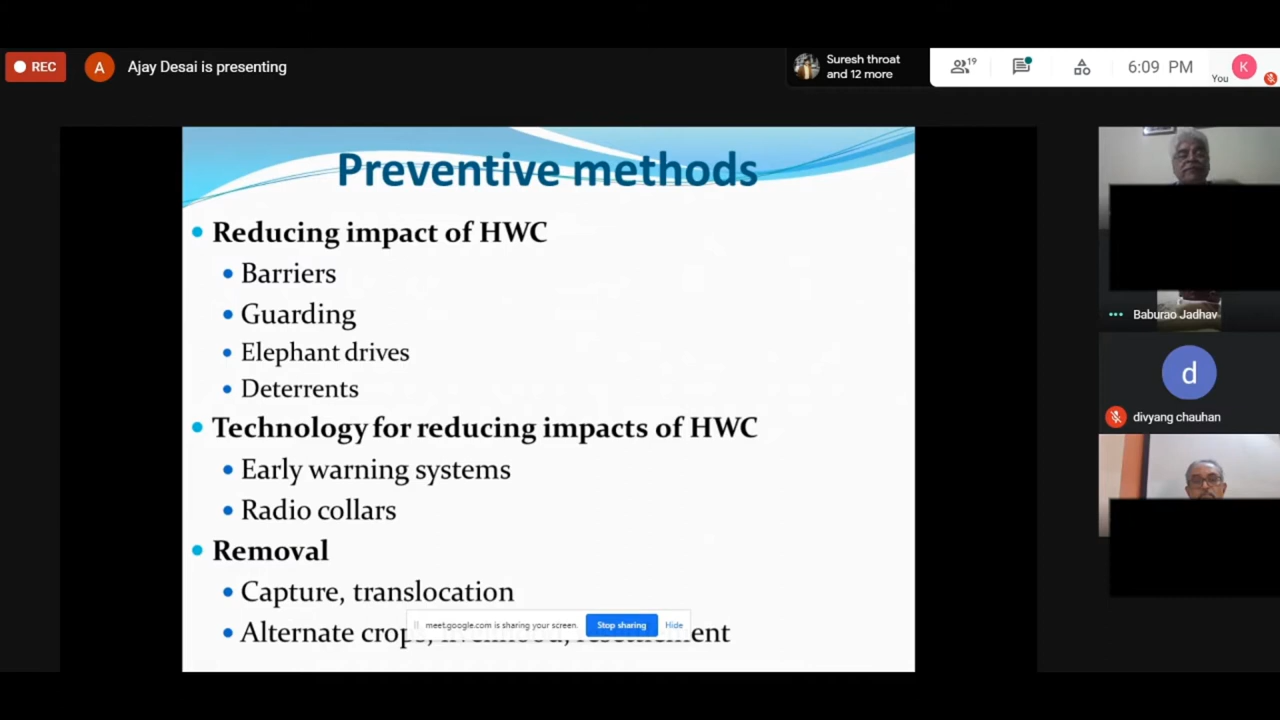 REC
A
Ajay Desai is presenting
Suresh throat
and 12 more
19
6:09 PM
You
K
Preventive methods
Reducing impact of HWC
Barriers
Guarding
Elephant drives
Deterrents
Technology for reducing impacts of HWC
Early warning systems
Radio collars
Removal
Capture, translocation
meet.google.com is sharing your screen.
Stop sharing
Hide
Alternate crops,
Baburao Jadhav
d
divyang chauhan